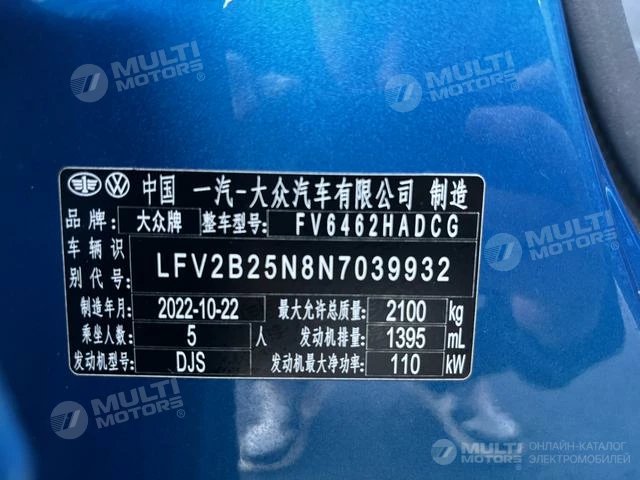 MULTI MOTORS®
MULTI MOTORS®
中国 一汽-大众汽车有限公司 制造
品牌: 大众牌 整车型号: FV6462HADCG
车辆识别代号: LFV2B25N8N7039932
制造年月: 2022-10-22 最大允许总质量: 2100 kg
乘坐人数: 5 人 发动机排量: 1395 mL
发动机型号: DJS 发动机最大净功率: 110 kW
MULTI MOTORS®
MULTI MOTORS®
MULTI MOTORS® ОНЛАЙН-КАТАЛОГ ЭЛЕКТРОМОБИЛЕЙ